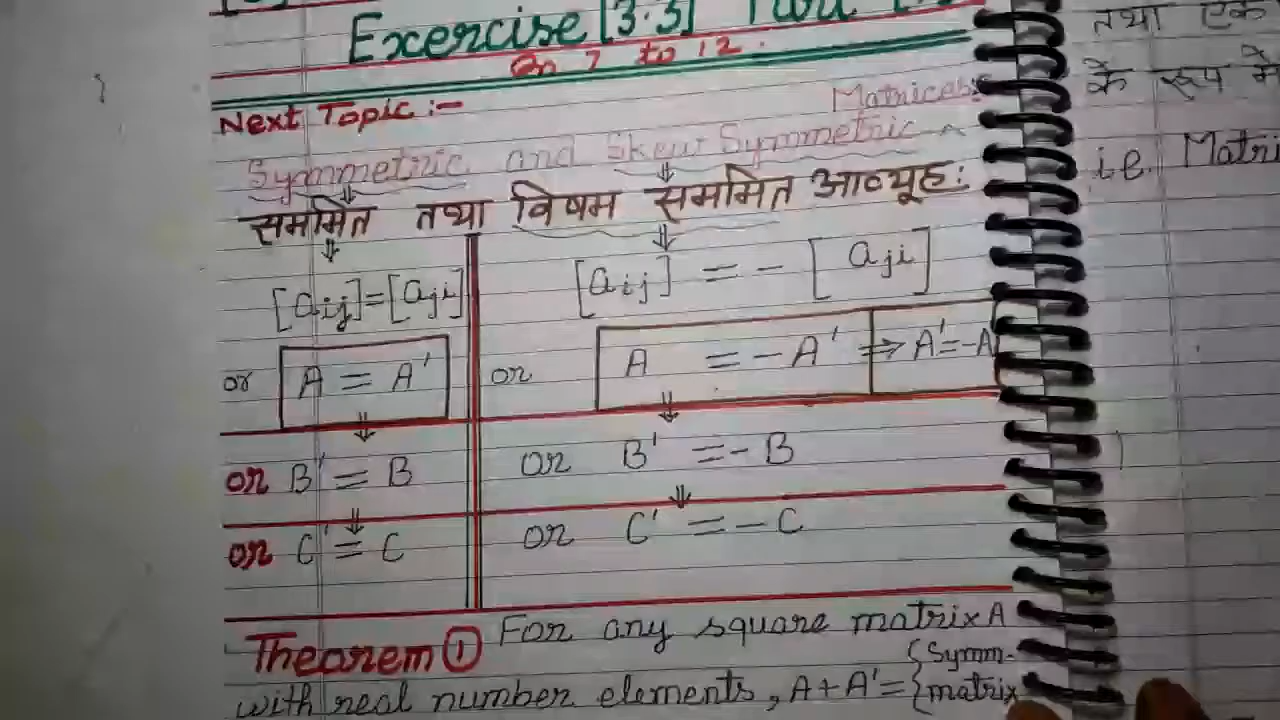 Exercise [3.3]
Qn 7 to 12.
Next Topic :-
Matrices:
Symmetric and Skew Symmetric
सममित तथा विषम सममित आव्यूह:
[aij]=[aji]
[aij] = - [aji]
or A = A'
or A = -A' ⇒ A'=-A
or B' = B
or B' = -B
or C' = C
or C' = -C
Theorem ① For any square matrix A
with real number elements, A+A'= {Symm-
{matrix
तथा एक
के रूप में
i.e. Matri